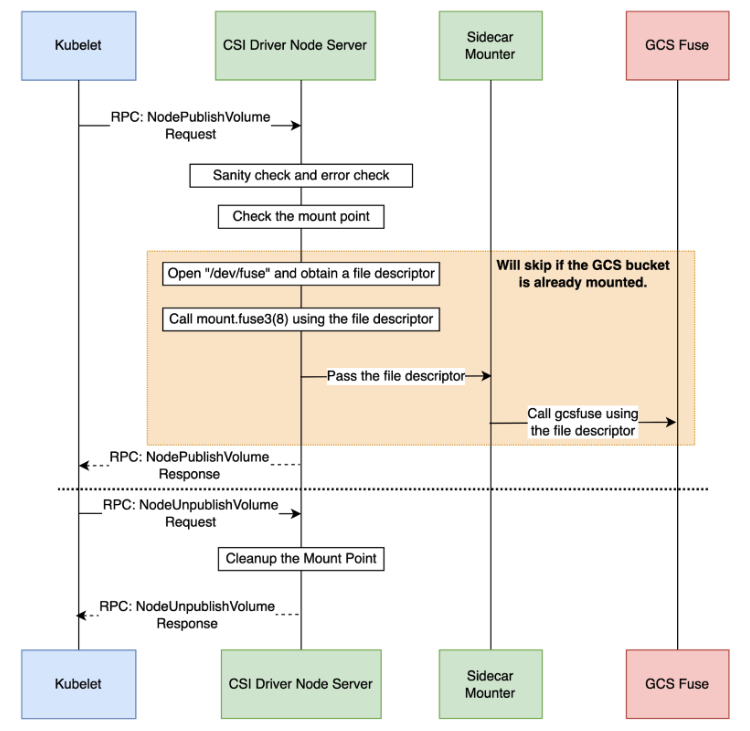 Kubelet
CSI Driver Node Server
Sidecar
Mounter
GCS Fuse
RPC: NodePublishVolume
Request
Sanity check and error check
Check the mount point
Will skip if the GCS bucket
is already mounted.
Open "/dev/fuse" and obtain a file descriptor
Call mount.fuse3(8) using the file descriptor
Pass the file descriptor
Call gcsfuse using
the file descriptor
RPC: NodePublishVolume
Response
RPC: NodeUnpublishVolume
Request
Cleanup the Mount Point
RPC: NodeUnpublishVolume
Response
Kubelet
CSI Driver Node Server
Sidecar
Mounter
GCS Fuse